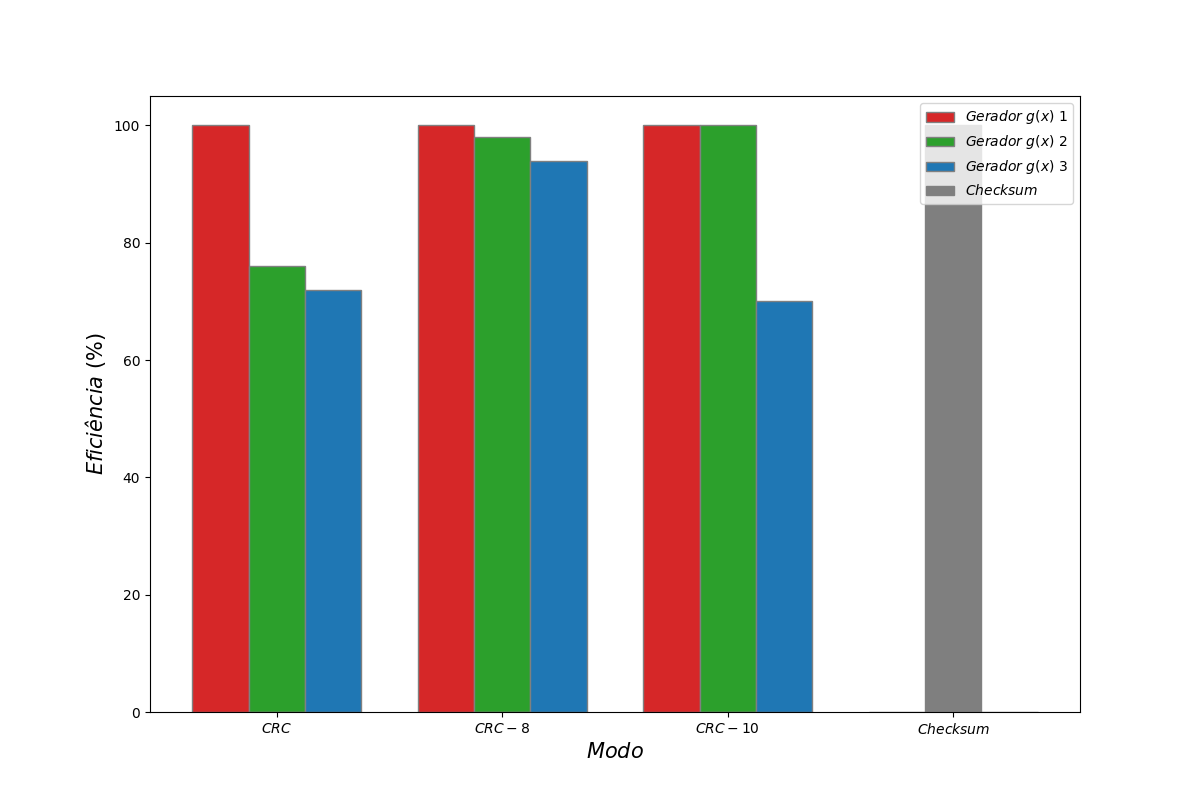 Gerador g(x) 1
Gerador g(x) 2
Gerador g(x) 3
Checksum
100
80
60
40
20
0
Eficiência (%)
CRC
CRC − 8
CRC − 10
Checksum
Modo